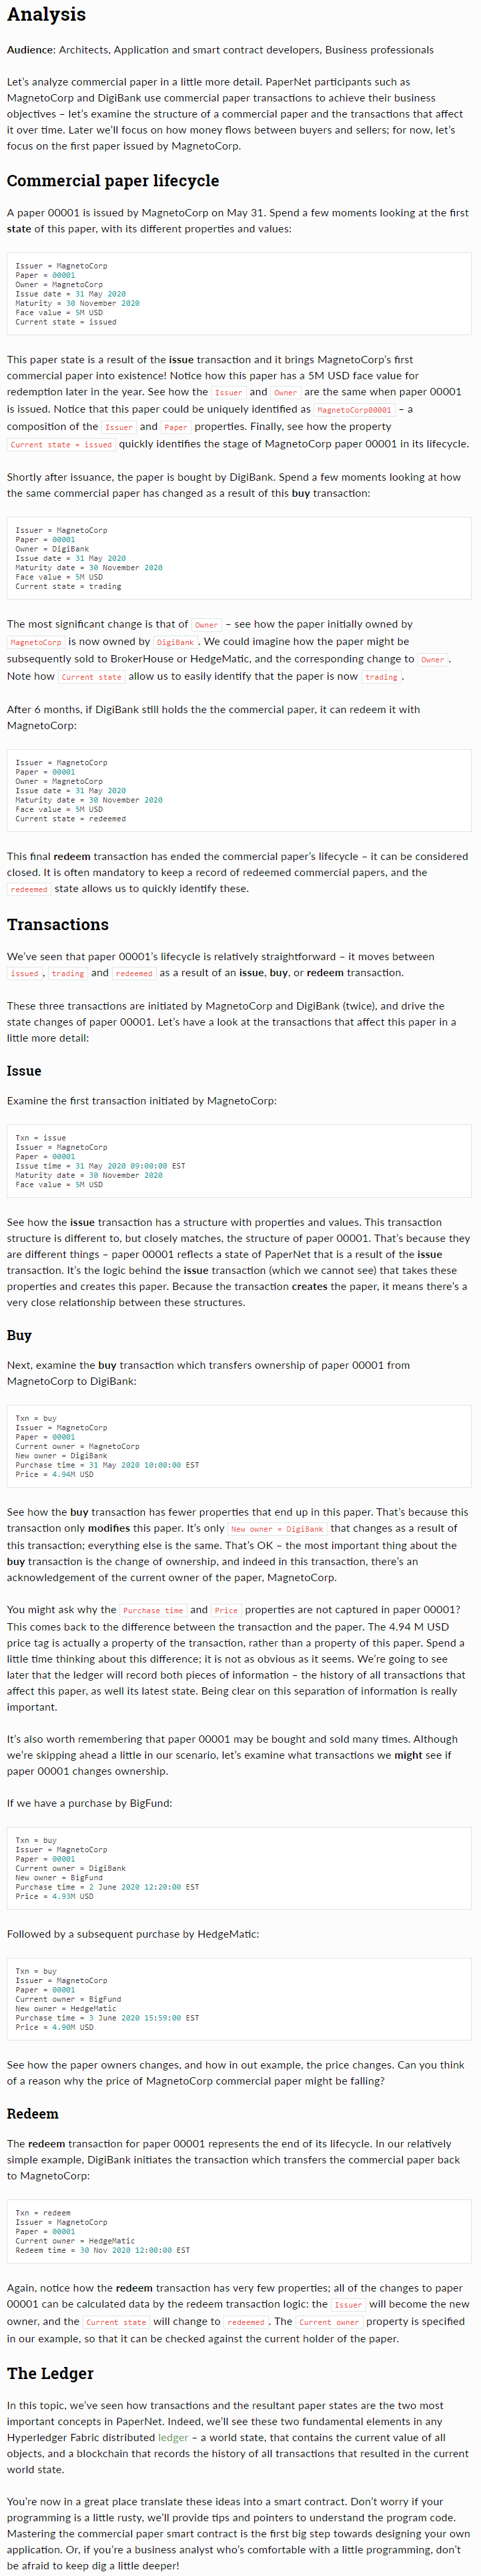 Analysis
Audience: Architects, Application and smart contract developers, Business professionals
Let's analyze commercial paper in a little more detail. PaperNet participants such as
MagnetoCorp and DigiBank use commercial paper transactions to achieve their business
objectives – let's examine the structure of a commercial paper and the transactions that affect
it over time. Later we'll focus on how money flows between buyers and sellers; for now, let's
focus on the first paper issued by MagnetoCorp.
Commercial paper lifecycle
A paper 00001 is issued by MagnetoCorp on May 31. Spend a few moments looking at the first
state of this paper, with its different properties and values:
Issuer = MagnetoCorp
Paper = 00001
Owner = MagnetoCorp
Issue date = 31 May 2020
Maturity = 30 November 2020
Face value = 5M USD
Current state = issued
This paper state is a result of the issue transaction and it brings MagnetoCorp's first
commercial paper into existence! Notice how this paper has a 5M USD face value for
redemption later in the year. See how the Issuer and Owner are the same when paper 00001
is issued. Notice that this paper could be uniquely identified as MagnetoCorp00001 – a
composition of the Issuer and Paper properties. Finally, see how the property
Current state = issued quickly identifies the stage of MagnetoCorp paper 00001 in its lifecycle.
Shortly after issuance, the paper is bought by DigiBank. Spend a few moments looking at how
the same commercial paper has changed as a result of this buy transaction:
Issuer = MagnetoCorp
Paper = 00001
Owner = DigiBank
Issue date = 31 May 2020
Maturity date = 30 November 2020
Face value = 5M USD
Current state = trading
The most significant change is that of Owner – see how the paper initially owned by
MagnetoCorp is now owned by DigiBank. We could imagine how the paper might be
subsequently sold to BrokerHouse or HedgeMatic, and the corresponding change to Owner.
Note how Current state allow us to easily identify that the paper is now trading.
After 6 months, if DigiBank still holds the the commercial paper, it can redeem it with
MagnetoCorp:
Issuer = MagnetoCorp
Paper = 00001
Owner = MagnetoCorp
Issue date = 31 May 2020
Maturity date = 30 November 2020
Face value = 5M USD
Current state = redeemed
This final redeem transaction has ended the commercial paper's lifecycle – it can be considered
closed. It is often mandatory to keep a record of redeemed commercial papers, and the
redeemed state allows us to quickly identify these.
Transactions
We've seen that paper 00001's lifecycle is relatively straightforward – it moves between
issued, trading and redeemed as a result of an issue, buy, or redeem transaction.
These three transactions are initiated by MagnetoCorp and DigiBank (twice), and drive the
state changes of paper 00001. Let's have a look at the transactions that affect this paper in a
little more detail:
Issue
Examine the first transaction initiated by MagnetoCorp:
Txn = issue
Issuer = MagnetoCorp
Paper = 00001
Issue time = 31 May 2020 09:00:00 EST
Maturity date = 30 November 2020
Face value = 5M USD
See how the issue transaction has a structure with properties and values. This transaction
structure is different to, but closely matches, the structure of paper 00001. That's because they
are different things – paper 00001 reflects a state of PaperNet that is a result of the issue
transaction. It's the logic behind the issue transaction (which we cannot see) that takes these
properties and creates this paper. Because the transaction creates the paper, it means there's a
very close relationship between these structures.
Buy
Next, examine the buy transaction which transfers ownership of paper 00001 from
MagnetoCorp to DigiBank:
Txn = buy
Issuer = MagnetoCorp
Paper = 00001
Current owner = MagnetoCorp
New owner = DigiBank
Purchase time = 31 May 2020 10:00:00 EST
Price = 4.94M USD
See how the buy transaction has fewer properties that end up in this paper. That's because this
transaction only modifies this paper. It's only New owner = DigiBank that changes as a result of
this transaction; everything else is the same. That's OK – the most important thing about the
buy transaction is the change of ownership, and indeed in this transaction, there's an
acknowledgement of the current owner of the paper, MagnetoCorp.
You might ask why the Purchase time and Price properties are not captured in paper 00001?
This comes back to the difference between the transaction and the paper. The 4.94 M USD
price tag is actually a property of the transaction, rather than a property of this paper. Spend a
little time thinking about this difference; it is not as obvious as it seems. We're going to see
later that the ledger will record both pieces of information – the history of all transactions that
affect this paper, as well its latest state. Being clear on this separation of information is really
important.
It's also worth remembering that paper 00001 may be bought and sold many times. Although
we're skipping ahead a little in our scenario, let's examine what transactions we might see if
paper 00001 changes ownership.
If we have a purchase by BigFund:
Txn = buy
Issuer = MagnetoCorp
Paper = 00001
Current owner = DigiBank
New owner = BigFund
Purchase time = 2 June 2020 12:20:00 EST
Price = 4.93M USD
Followed by a subsequent purchase by HedgeMatic:
Txn = buy
Issuer = MagnetoCorp
Paper = 00001
Current owner = BigFund
New owner = HedgeMatic
Purchase time = 3 June 2020 15:59:00 EST
Price = 4.90M USD
See how the paper owners changes, and how in out example, the price changes. Can you think
of a reason why the price of MagnetoCorp commercial paper might be falling?
Redeem
The redeem transaction for paper 00001 represents the end of its lifecycle. In our relatively
simple example, DigiBank initiates the transaction which transfers the commercial paper back
to MagnetoCorp:
Txn = redeem
Issuer = MagnetoCorp
Paper = 00001
Current owner = HedgeMatic
Redeem time = 30 Nov 2020 12:00:00 EST
Again, notice how the redeem transaction has very few properties; all of the changes to paper
00001 can be calculated data by the redeem transaction logic: the Issuer will become the new
owner, and the Current state will change to redeemed. The Current owner property is specified
in our example, so that it can be checked against the current holder of the paper.
The Ledger
In this topic, we've seen how transactions and the resultant paper states are the two most
important concepts in PaperNet. Indeed, we'll see these two fundamental elements in any
Hyperledger Fabric distributed ledger – a world state, that contains the current value of all
objects, and a blockchain that records the history of all transactions that resulted in the current
world state.
You're now in a great place translate these ideas into a smart contract. Don't worry if your
programming is a little rusty, we'll provide tips and pointers to understand the program code.
Mastering the commercial paper smart contract is the first big step towards designing your own
application. Or, if you're a business analyst who's comfortable with a little programming, don't
be afraid to keep dig a little deeper!